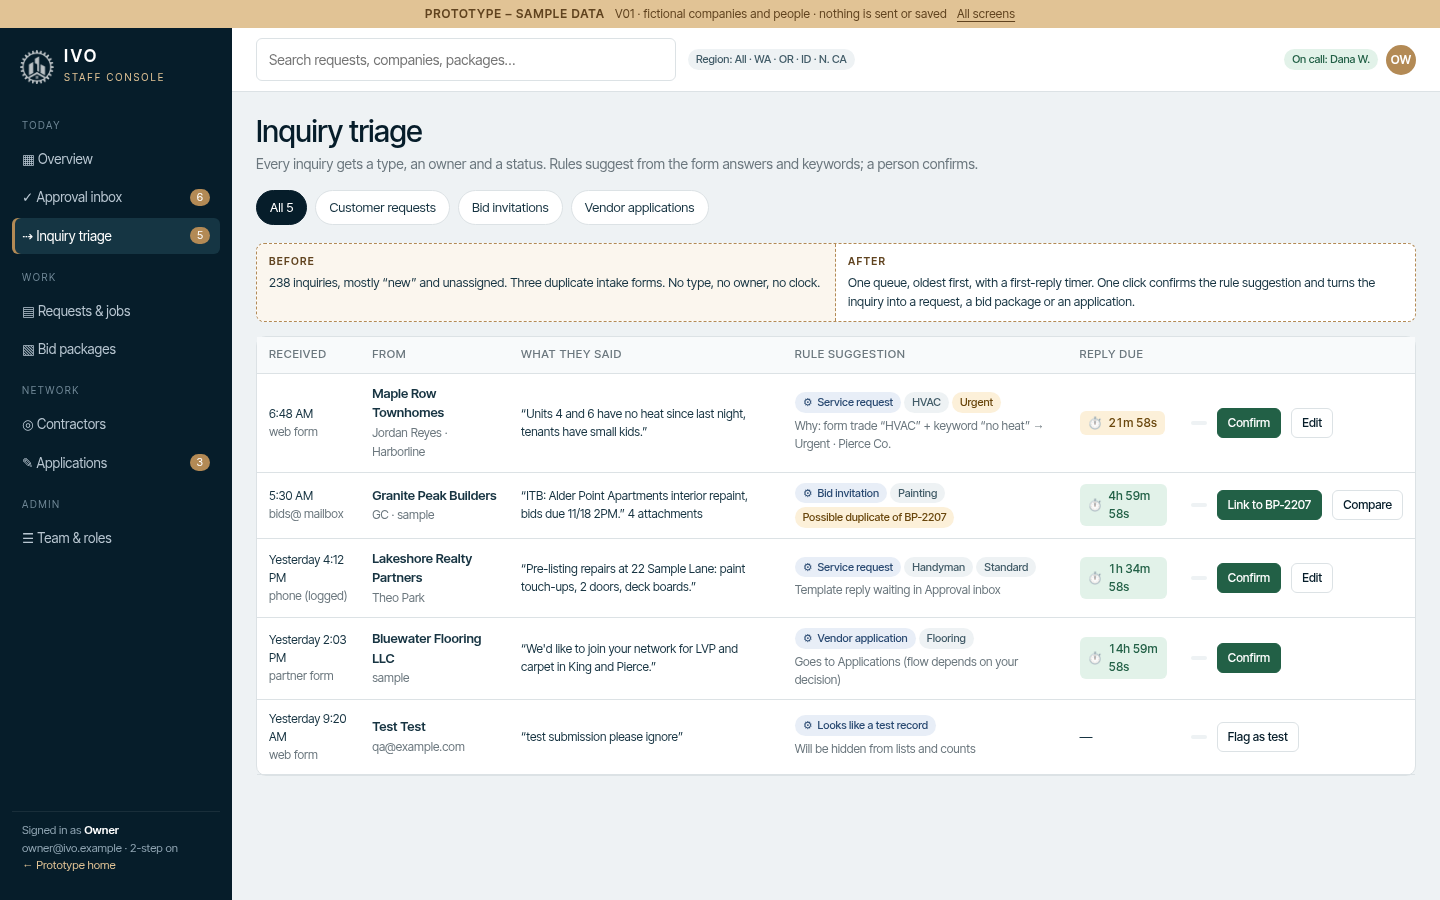 PROTOTYPE – SAMPLE DATA V01 · fictional companies and people · nothing is sent or saved All screens
IVO
STAFF CONSOLE
Search requests, companies, packages...
Region: All · WA · OR · ID · N. CA
On call: Dana W.
OW
TODAY
Overview
Approval inbox 6
Inquiry triage 5
WORK
Requests & jobs
Bid packages
NETWORK
Contractors
Applications 3
ADMIN
Team & roles
Signed in as Owner
owner@ivo.example · 2-step on
← Prototype home
Inquiry triage
Every inquiry gets a type, an owner and a status. Rules suggest from the form answers and keywords; a person confirms.
All 5 Customer requests Bid invitations Vendor applications
BEFORE
238 inquiries, mostly “new” and unassigned. Three duplicate intake forms. No type, no owner, no clock.
AFTER
One queue, oldest first, with a first-reply timer. One click confirms the rule suggestion and turns the
inquiry into a request, a bid package or an application.
RECEIVED FROM WHAT THEY SAID RULE SUGGESTION REPLY DUE
6:48 AM
web form
Maple Row
Townhomes
Jordan Reyes ·
Harborline
“Units 4 and 6 have no heat since last night,
tenants have small kids.”
Service request HVAC Urgent
Why: form trade “HVAC” + keyword “no heat” →
Urgent · Pierce Co.
21m 58s
Confirm Edit
5:30 AM
bids@ mailbox
Granite Peak Builders
GC · sample
“ITB: Alder Point Apartments interior repaint,
bids due 11/18 2PM.” 4 attachments
Bid invitation Painting
Possible duplicate of BP-2207
4h 59m
58s
Link to BP-2207 Compare
Yesterday 4:12
PM
phone (logged)
Lakeshore Realty
Partners
Theo Park
“Pre-listing repairs at 22 Sample Lane: paint
touch-ups, 2 doors, deck boards.”
Service request Handyman Standard
Template reply waiting in Approval inbox
1h 34m
58s
Confirm Edit
Yesterday 2:03
PM
partner form
Bluewater Flooring
LLC
sample
“We'd like to join your network for LVP and
carpet in King and Pierce.”
Vendor application Flooring
Goes to Applications (flow depends on your
decision)
14h 59m
58s
Confirm
Yesterday 9:20
AM
web form
Test Test
qa@example.com
“test submission please ignore”
Looks like a test record
Will be hidden from lists and counts
—
Flag as test